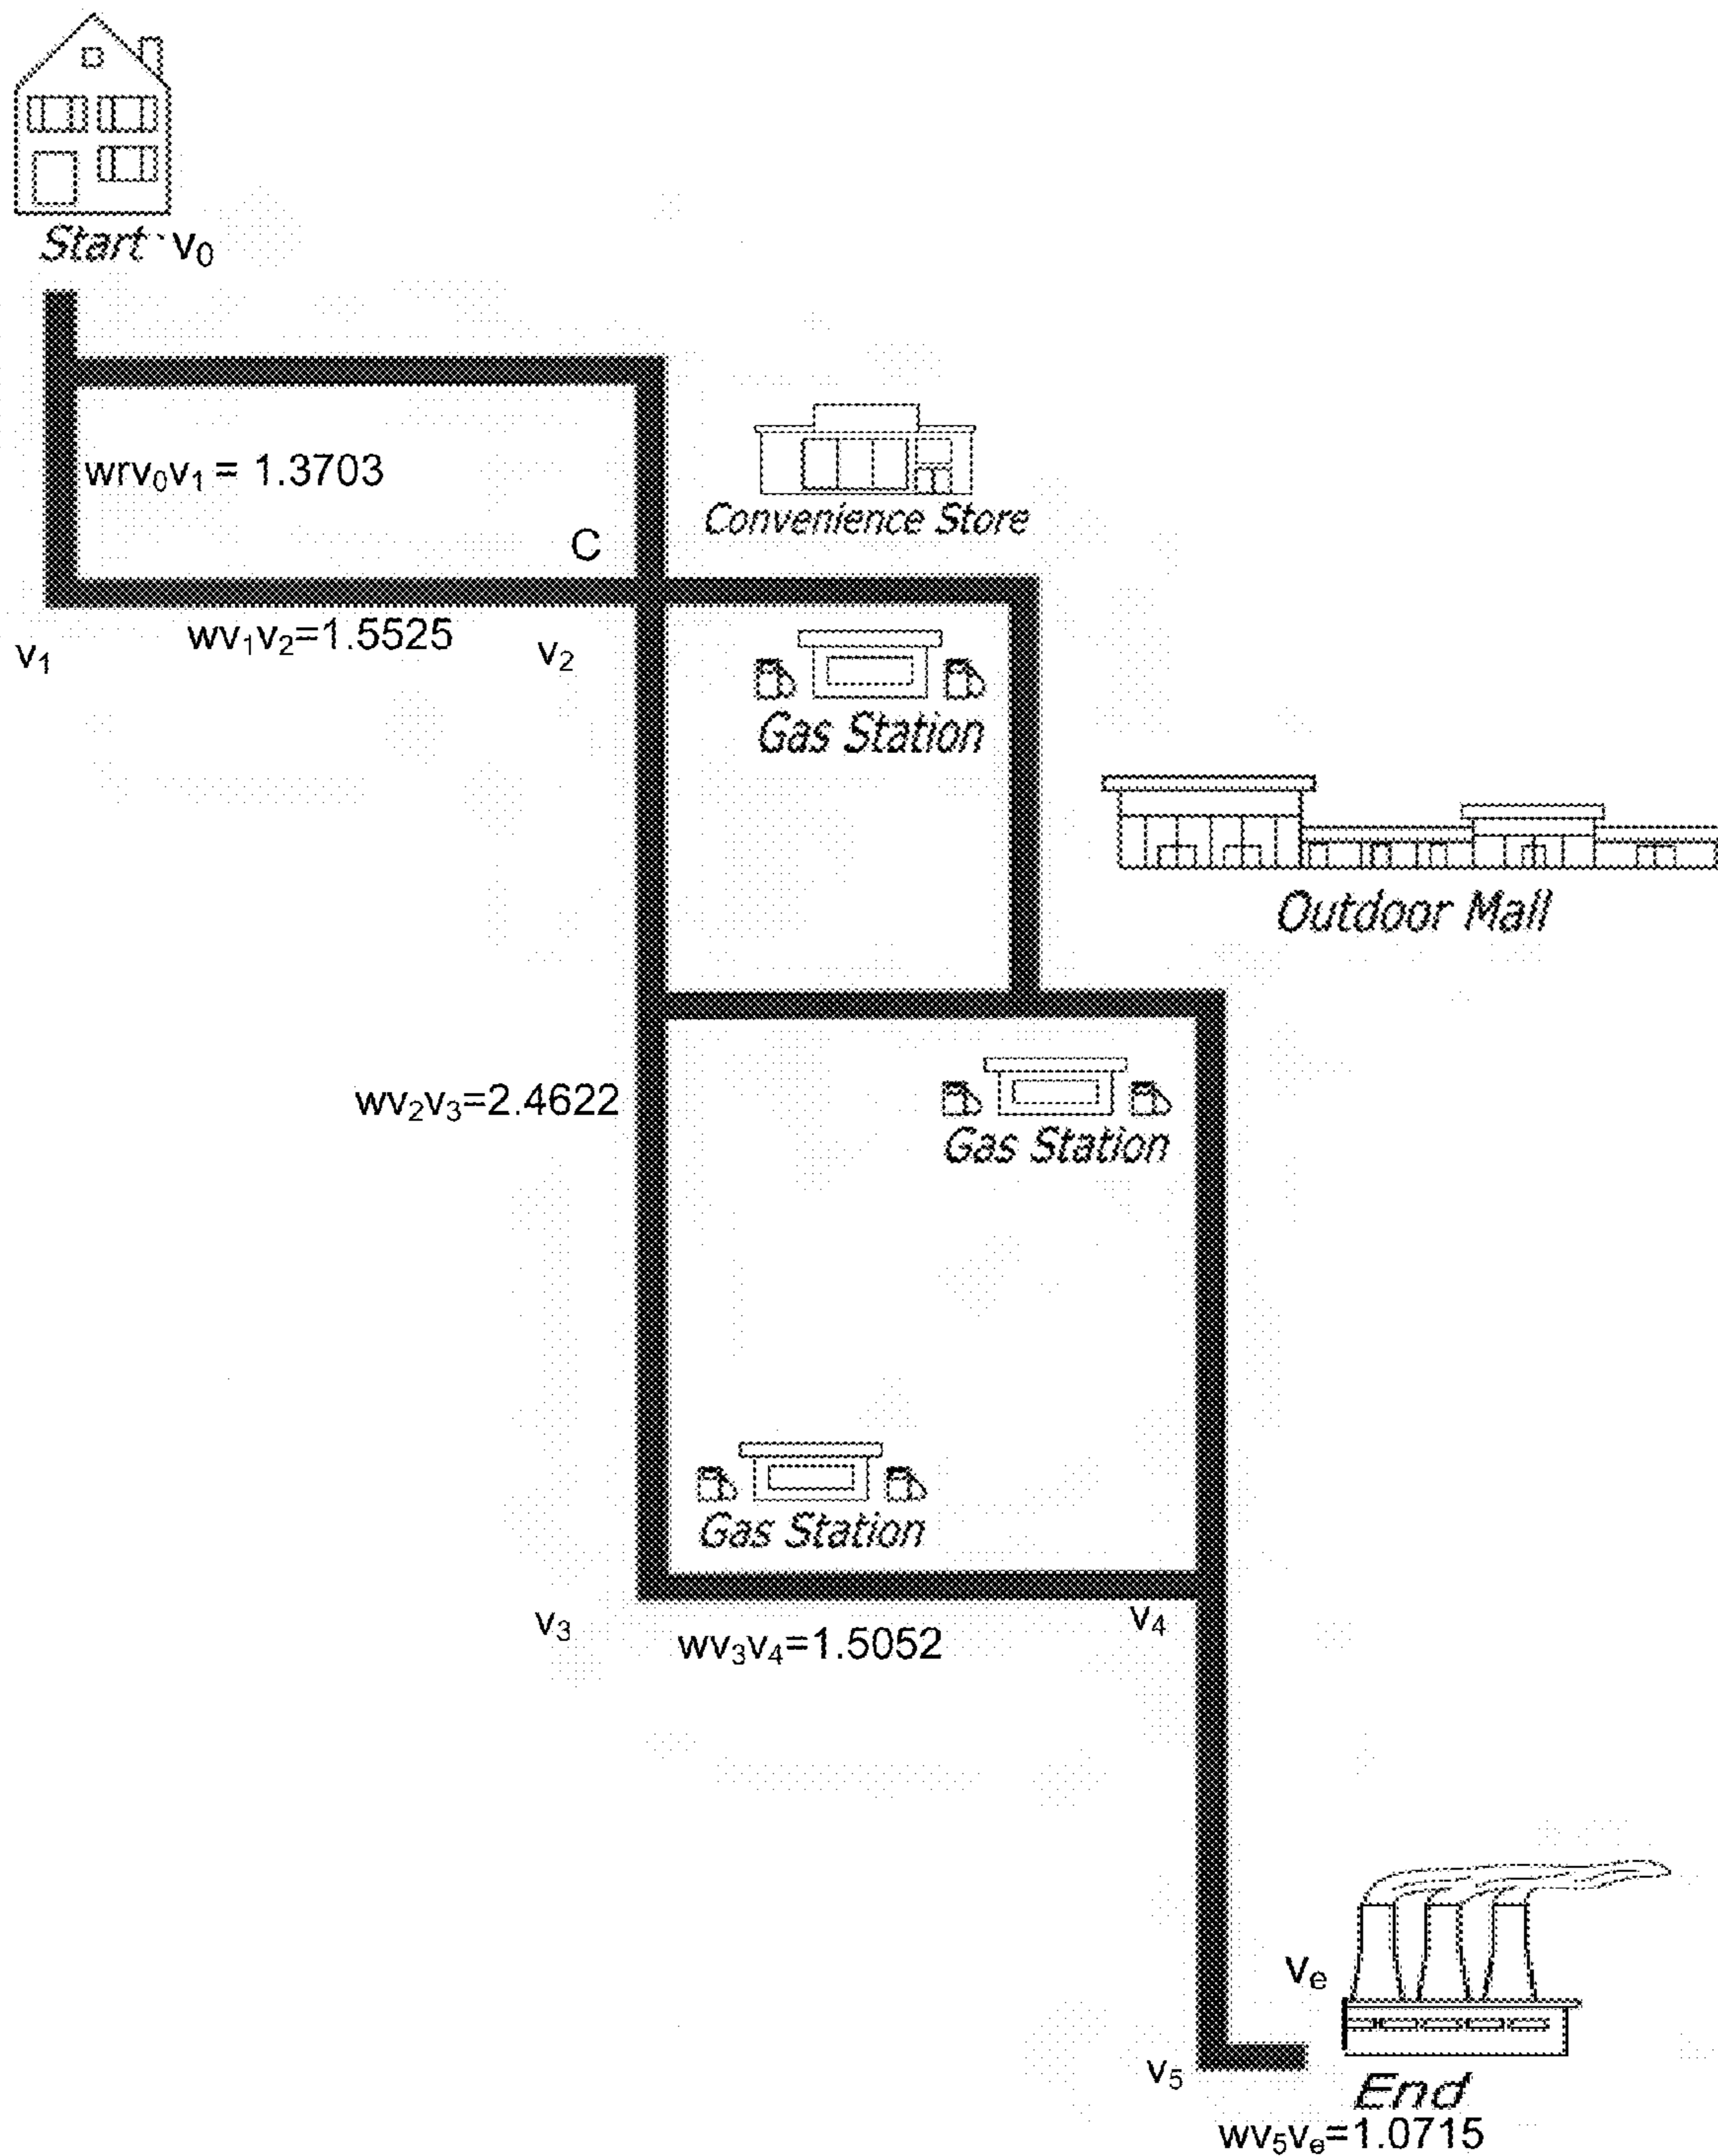 Start v₀
wrv₀v₁ = 1.3703
C
Convenience Store
v₁
wv₁v₂=1.5525
v₂
Gas Station
Outdoor Mall
wv₂v₃=2.4622
Gas Station
Gas Station
v₃
wv₃v₄=1.5052
v₄
vₑ
v₅
End
wv₅vₑ=1.0715